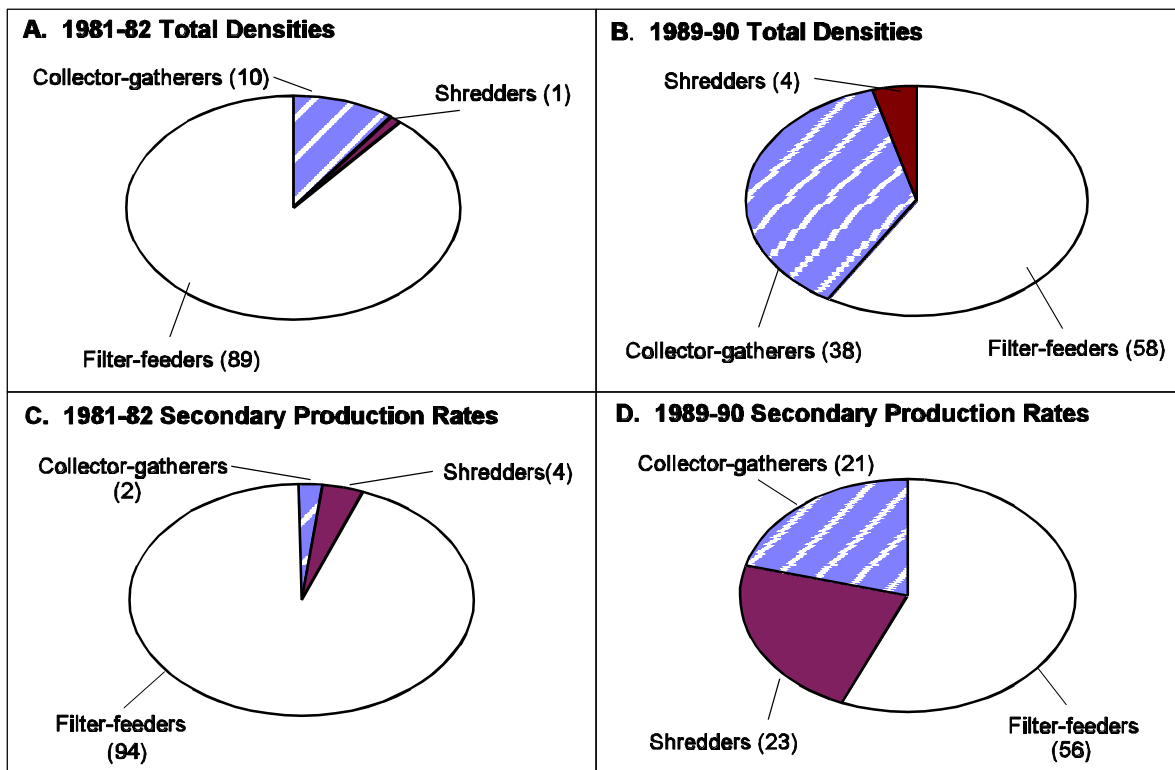 A. 1981-82 Total Densities
Collector-gatherers (10)
Shredders (1)
Filter-feeders (89)
B. 1989-90 Total Densities
Shredders (4)
Collector-gatherers (38)
Filter-feeders (58)
C. 1981-82 Secondary Production Rates
Collector-gatherers
(2)
Shredders(4)
Filter-feeders
(94)
D. 1989-90 Secondary Production Rates
Collector-gatherers (21)
Shredders (23)
Filter-feeders
(56)